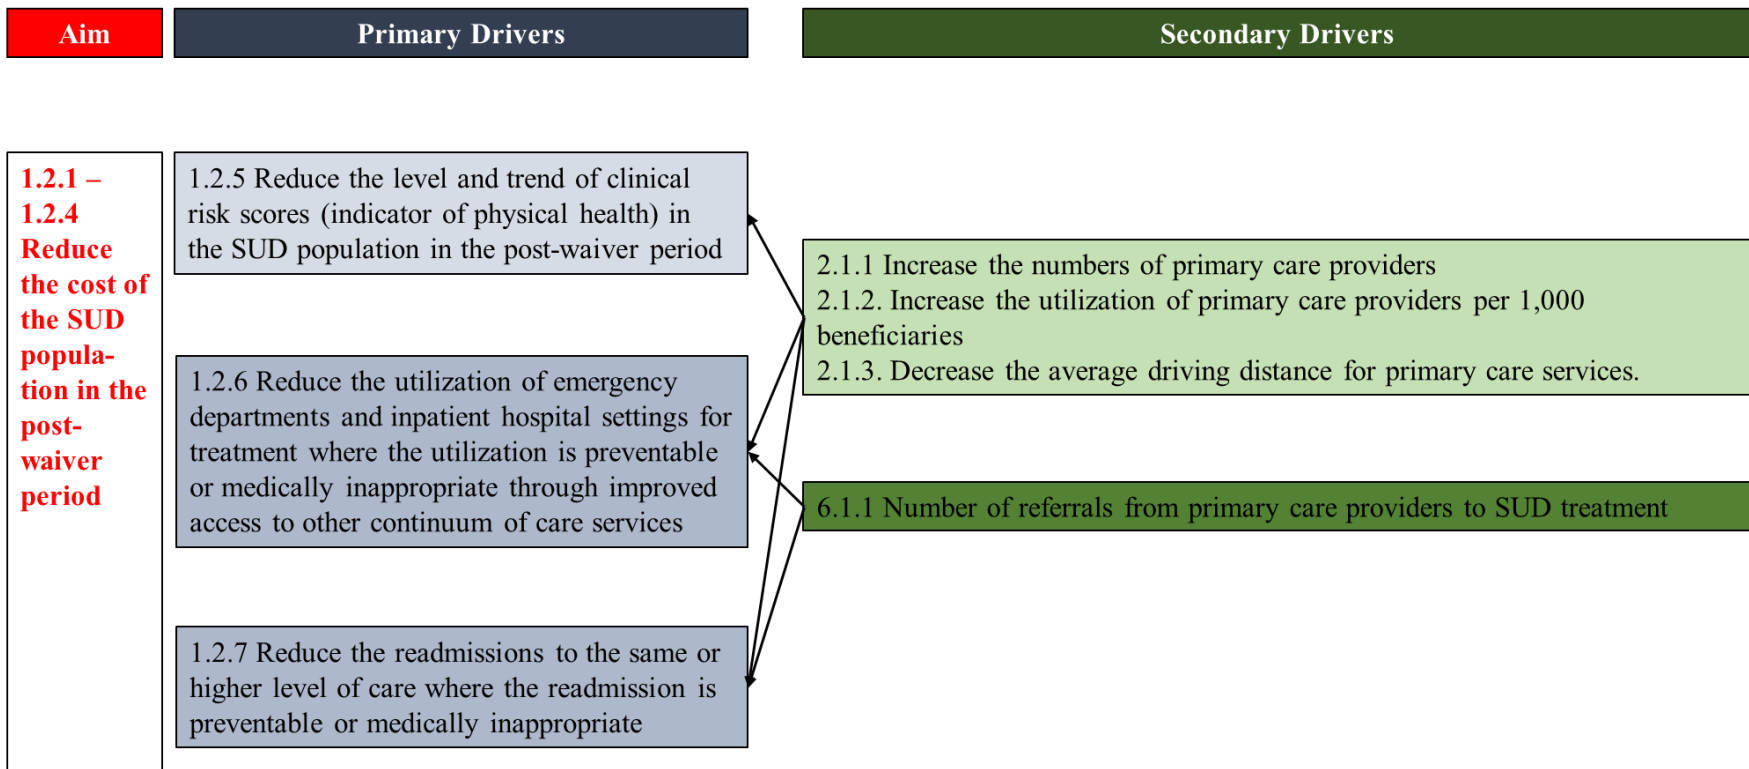 Aim
Primary Drivers
Secondary Drivers
1.2.1 –
1.2.4
Reduce
the cost of
the SUD
popula-
tion in the
post-
waiver
period
1.2.5 Reduce the level and trend of clinical
risk scores (indicator of physical health) in
the SUD population in the post-waiver period
1.2.6 Reduce the utilization of emergency
departments and inpatient hospital settings for
treatment where the utilization is preventable
or medically inappropriate through improved
access to other continuum of care services
1.2.7 Reduce the readmissions to the same or
higher level of care where the readmission is
preventable or medically inappropriate
2.1.1 Increase the numbers of primary care providers
2.1.2. Increase the utilization of primary care providers per 1,000
beneficiaries
2.1.3. Decrease the average driving distance for primary care services.
6.1.1 Number of referrals from primary care providers to SUD treatment